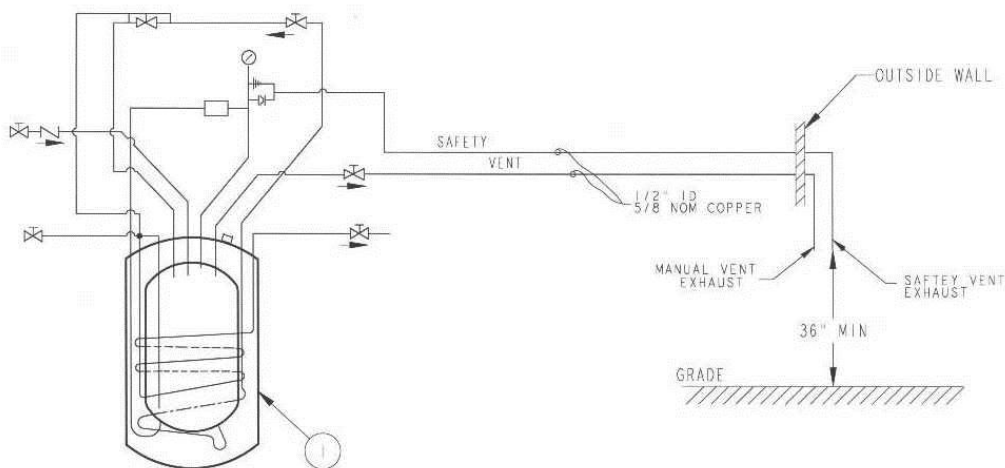 OUTSIDE WALL
SAFETY
VENT
1/2" ID
5/8 NOM COPPER
MANUAL VENT
EXHAUST
SAFTEY VENT
EXHAUST
36" MIN
GRADE
1